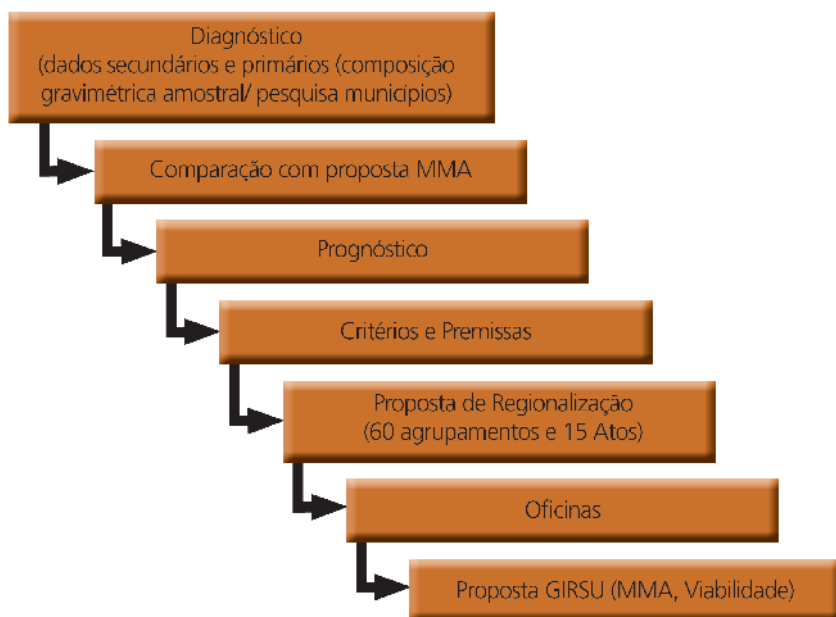 Diagnóstico
(dados secundários e primários (composição
gravimétrica amostral/ pesquisa municípios)
Comparação com proposta MMA
Prognóstico
Critérios e Premissas
Proposta de Regionalização
(60 agrupamentos e 15 Atos)
Oficinas
Proposta GIRSU (MMA, Viabilidade)